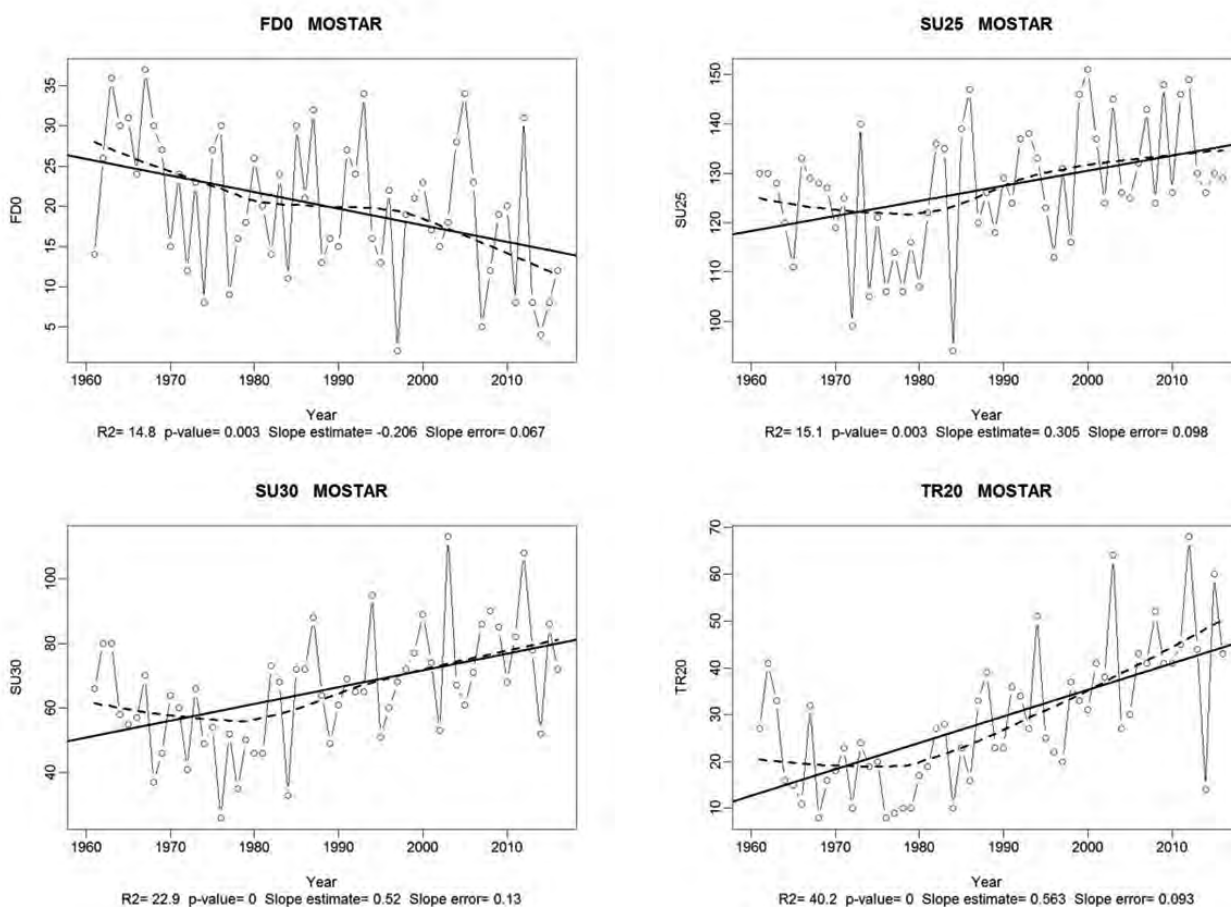 FD0 MOSTAR
FD0
35
30
25
20
15
10
5
1960 1970 1980 1990 2000 2010
Year
R2= 14.8 p-value= 0.003 Slope estimate= -0.206 Slope error= 0.067
SU25 MOSTAR
SU25
150
140
130
120
110
100
1960 1970 1980 1990 2000 2010
Year
R2= 15.1 p-value= 0.003 Slope estimate= 0.305 Slope error= 0.098
SU30 MOSTAR
SU30
100
80
60
40
1960 1970 1980 1990 2000 2010
Year
R2= 22.9 p-value= 0 Slope estimate= 0.52 Slope error= 0.13
TR20 MOSTAR
TR20
70
60
50
40
30
20
10
1960 1970 1980 1990 2000 2010
Year
R2= 40.2 p-value= 0 Slope estimate= 0.563 Slope error= 0.093